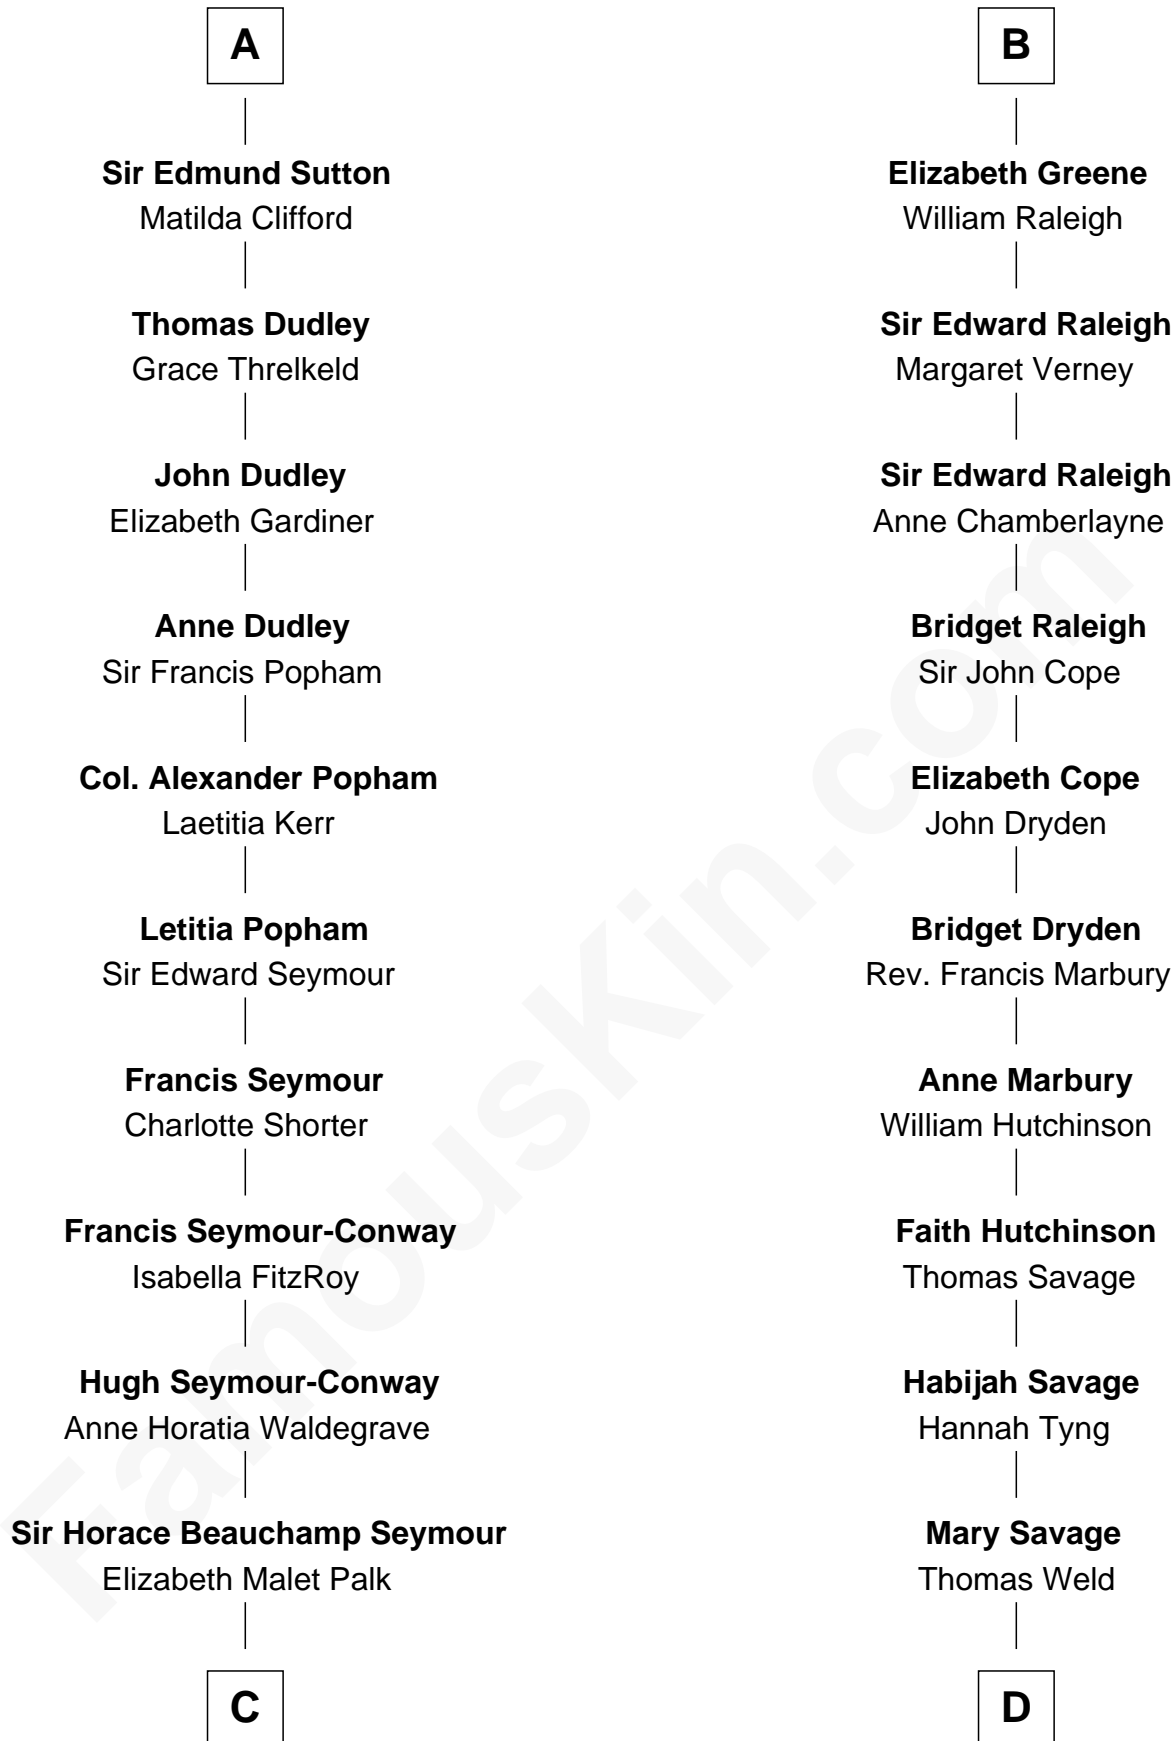 A
Sir Edmund Sutton
Matilda Clifford
Thomas Dudley
Grace Threlkeld
John Dudley
Elizabeth Gardiner
Anne Dudley
Sir Francis Popham
Col. Alexander Popham
Laetitia Kerr
Letitia Popham
Sir Edward Seymour
Francis Seymour
Charlotte Shorter
Francis Seymour-Conway
Isabella FitzRoy
Hugh Seymour-Conway
Anne Horatia Waldegrave
Sir Horace Beauchamp Seymour
Elizabeth Malet Palk
C
B
Elizabeth Greene
William Raleigh
Sir Edward Raleigh
Margaret Verney
Sir Edward Raleigh
Anne Chamberlayne
Bridget Raleigh
Sir John Cope
Elizabeth Cope
John Dryden
Bridget Dryden
Rev. Francis Marbury
Anne Marbury
William Hutchinson
Faith Hutchinson
Thomas Savage
Habijah Savage
Hannah Tyng
Mary Savage
Thomas Weld
D
FamousKin.com